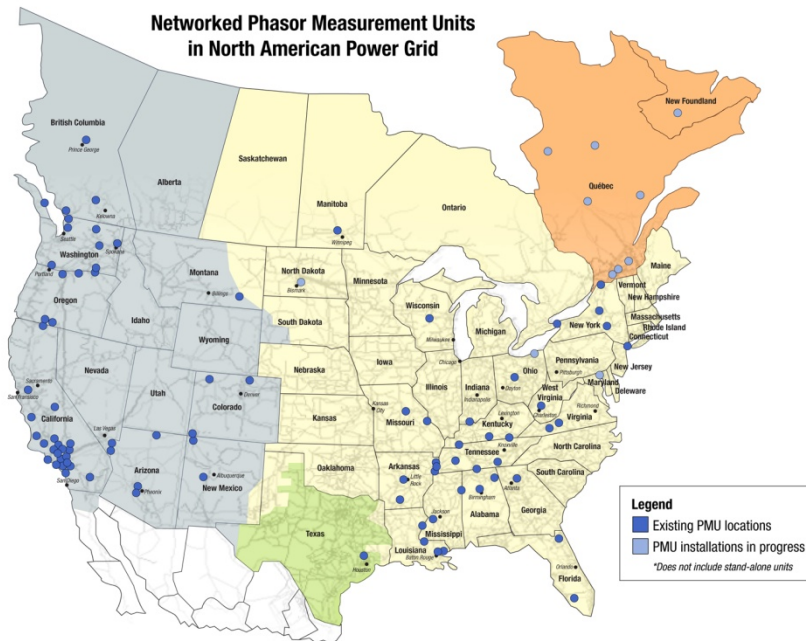 Networked Phasor Measurement Units
in North American Power Grid
New Foundland
British Columbia
Prince George
Alberta
Saskatchewan
Manitoba
Winnipeg
Ontario
Québec
Kelowna
Seattle
Washington
Spokane
Portland
Oregon
Montana
Billings
Idaho
Wyoming
North Dakota
Bismark
South Dakota
Minnesota
Wisconsin
Milwaukee
Michigan
Chicago
Maine
Vermont
New Hampshire
Massachusetts
Rhode Island
Connecticut
New York
New Jersey
Pennsylvania
Pittsburgh
Maryland
Deleware
Nebraska
Iowa
Illinois
Indiana
Indianapolis
Ohio
Dayton
West
Virginia
Charleston
Virginia
Richmond
Sacramento
San Francisco
Nevada
Utah
Colorado
Denver
Kansas
Kansas
City
Missouri
Kentucky
Lexington
Knoxville
Tennessee
North Carolina
South Carolina
California
Las Vegas
San Diego
Arizona
Phoenix
Albuquerque
New Mexico
Oklahoma
Arkansas
Little
Rock
Texas
Houston
Louisiana
Baton Rouge
Jackson
Mississippi
Alabama
Birmingham
Atlanta
Georgia
Orlando
Florida
Legend
Existing PMU locations
PMU installations in progress
*Does not include stand-alone units